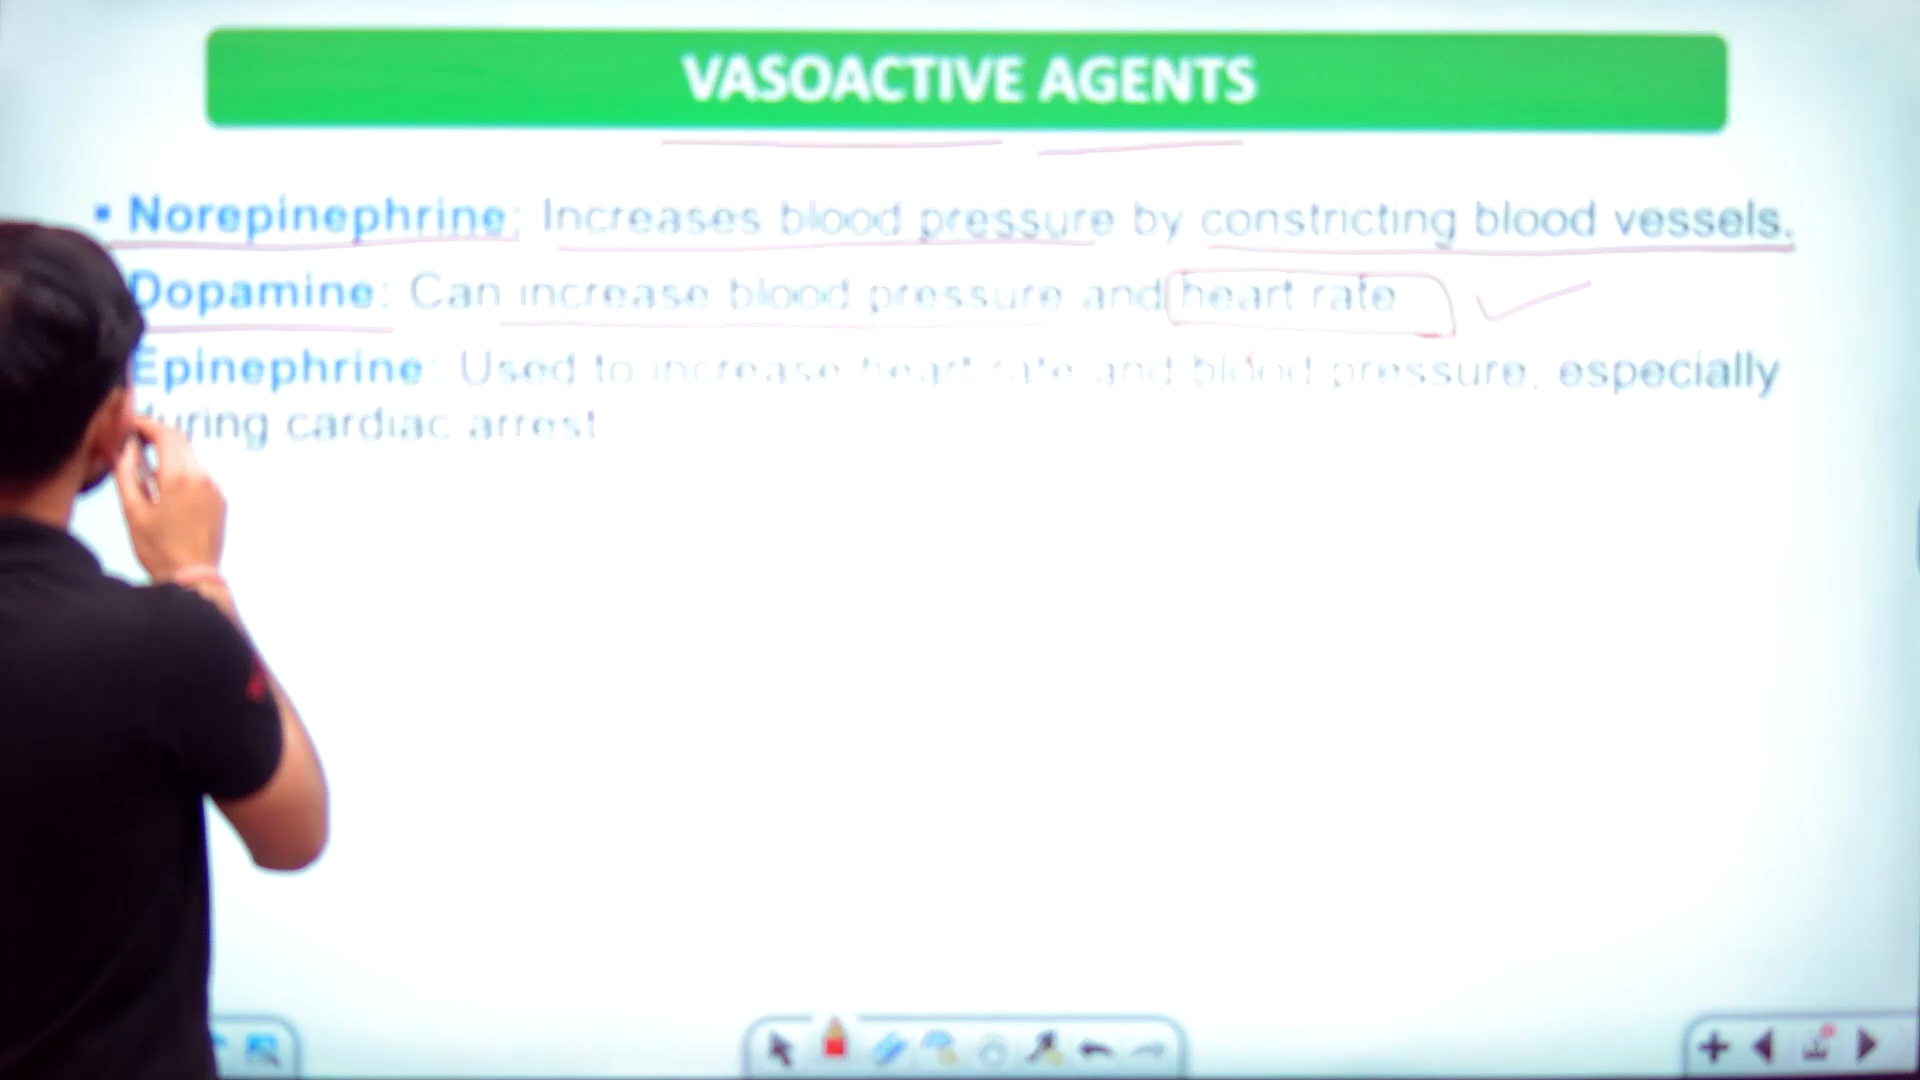 VASOACTIVE AGENTS
▪ Norepinephrine: Increases blood pressure by constricting blood vessels.
Dopamine: Can increase blood pressure and heart rate
Epinephrine: Used to increase heart rate and blood pressure, especially
during cardiac arrest